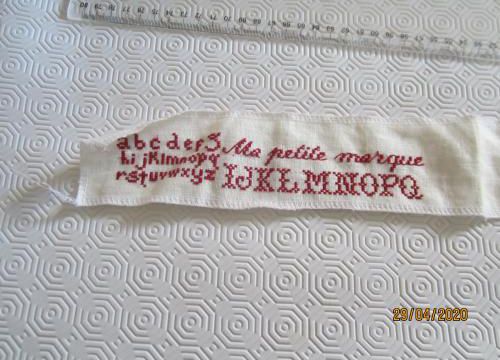 abcdefg Ma petite marque
hijklmnopq
rstuvwxyz IJKLMNOPQ
29/04/2020